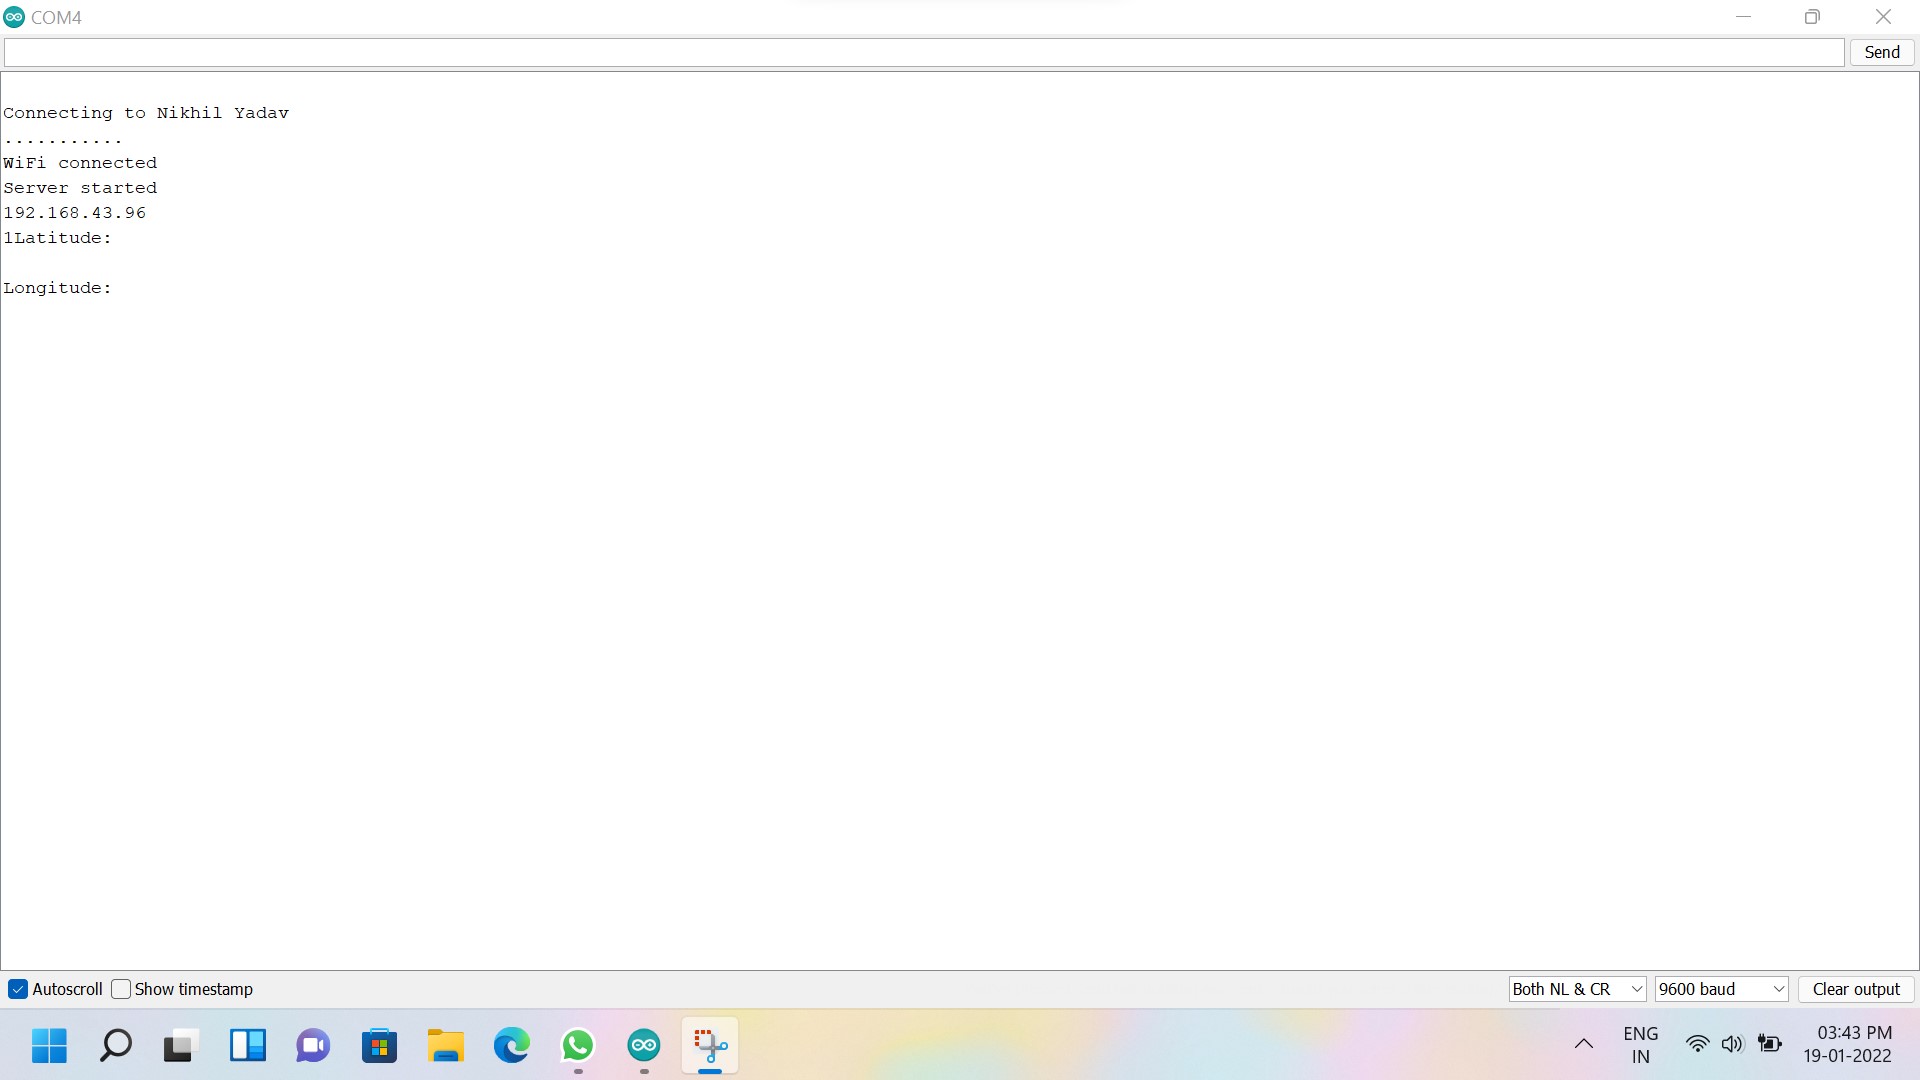 COM4
Send
Connecting to Nikhil Yadav
...........
WiFi connected
Server started
192.168.43.96
1Latitude:
Longitude:
Autoscroll
Show timestamp
Both NL & CR
9600 baud
Clear output
ENG
IN
03:43 PM
19-01-2022